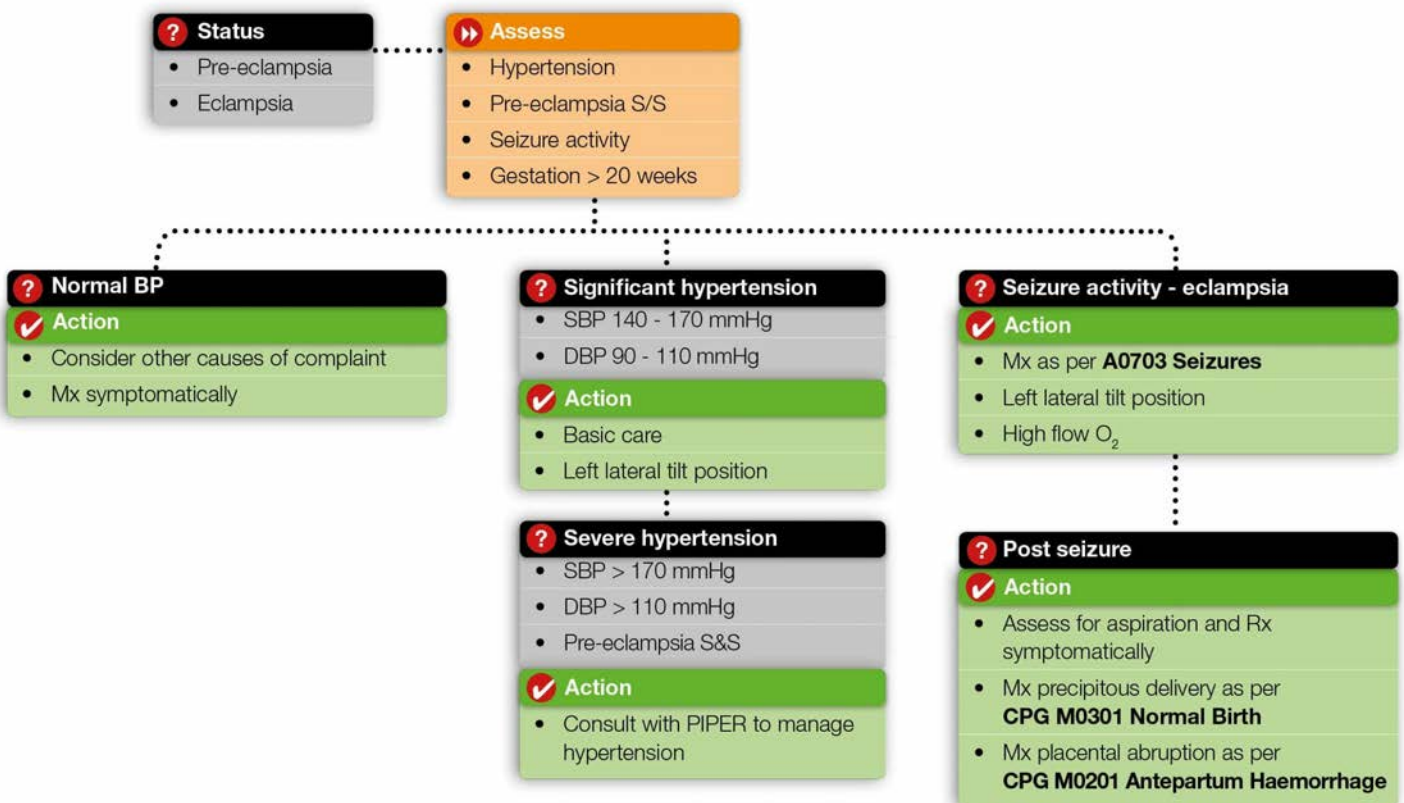 Status
• Pre-eclampsia
• Eclampsia
Assess
• Hypertension
• Pre-eclampsia S/S
• Seizure activity
• Gestation > 20 weeks
Normal BP
Action
• Consider other causes of complaint
• Mx symptomatically
Significant hypertension
• SBP 140 - 170 mmHg
• DBP 90 - 110 mmHg
Action
• Basic care
• Left lateral tilt position
Severe hypertension
• SBP > 170 mmHg
• DBP > 110 mmHg
• Pre-eclampsia S&S
Action
• Consult with PIPER to manage
hypertension
Seizure activity - eclampsia
Action
• Mx as per A0703 Seizures
• Left lateral tilt position
• High flow O₂
Post seizure
Action
• Assess for aspiration and Rx
symptomatically
• Mx precipitous delivery as per
CPG M0301 Normal Birth
• Mx placental abruption as per
CPG M0201 Antepartum Haemorrhage